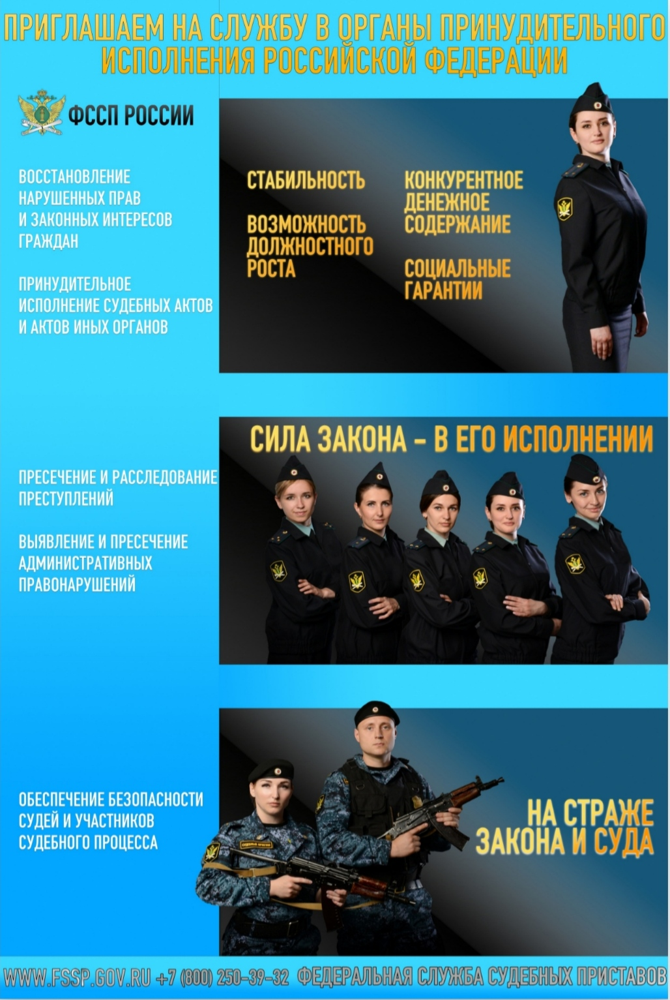 ПРИГЛАШАЕМ НА СЛУЖБУ В ОРГАНЫ ПРИНУДИТЕЛЬНОГО
ИСПОЛНЕНИЯ РОССИЙСКОЙ ФЕДЕРАЦИИ
ФССП РОССИИ
ВОССТАНОВЛЕНИЕ
НАРУШЕННЫХ ПРАВ
И ЗАКОННЫХ ИНТЕРЕСОВ
ГРАЖДАН
ПРИНУДИТЕЛЬНОЕ
ИСПОЛНЕНИЕ СУДЕБНЫХ АКТОВ
И АКТОВ ИНЫХ ОРГАНОВ
СТАБИЛЬНОСТЬ
ВОЗМОЖНОСТЬ
ДОЛЖНОСТНОГО
РОСТА
КОНКУРЕНТНОЕ
ДЕНЕЖНОЕ
СОДЕРЖАНИЕ
СОЦИАЛЬНЫЕ
ГАРАНТИИ
СИЛА ЗАКОНА - В ЕГО ИСПОЛНЕНИИ
ПРЕСЕЧЕНИЕ И РАССЛЕДОВАНИЕ
ПРЕСТУПЛЕНИЙ
ВЫЯВЛЕНИЕ И ПРЕСЕЧЕНИЕ
АДМИНИСТРАТИВНЫХ
ПРАВОНАРУШЕНИЙ
ОБЕСПЕЧЕНИЕ БЕЗОПАСНОСТИ
СУДЕЙ И УЧАСТНИКОВ
СУДЕБНОГО ПРОЦЕССА
НА СТРАЖЕ
ЗАКОНА И СУДА
WWW.FSSP.GOV.RU +7 (800) 250-39-32 ФЕДЕРАЛЬНАЯ СЛУЖБА СУДЕБНЫХ ПРИСТАВОВ